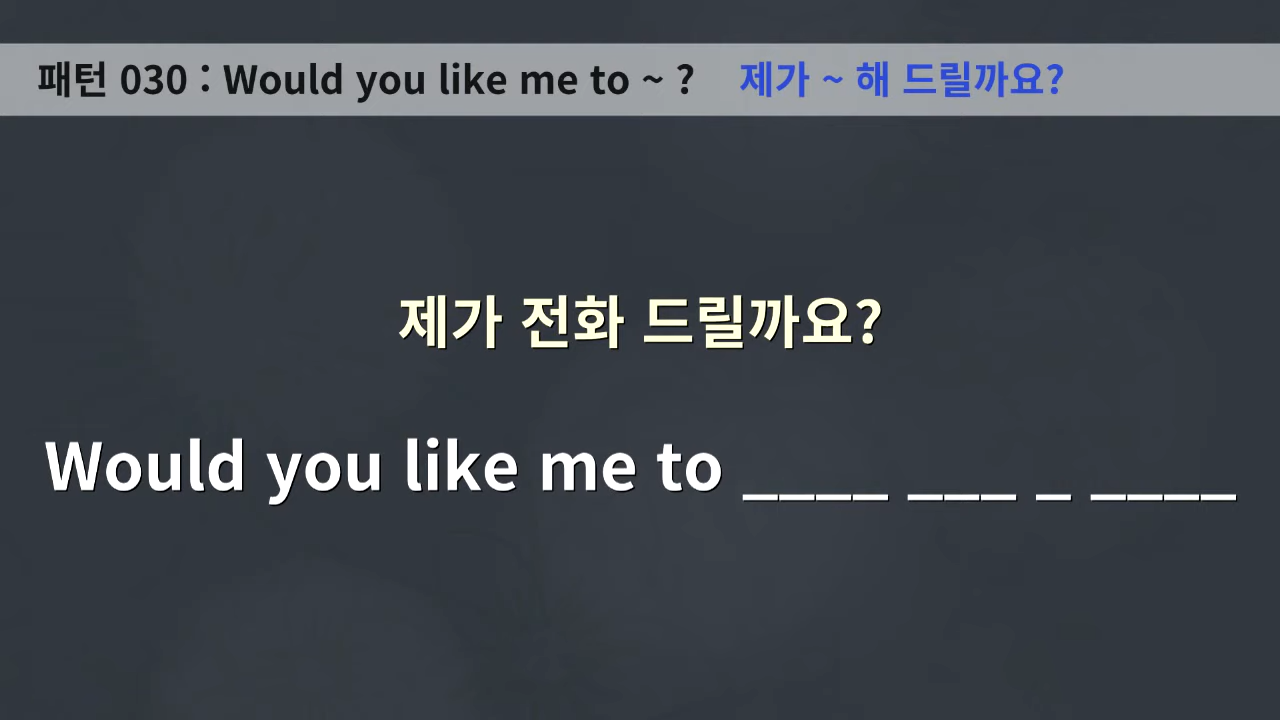 패턴 030 : Would you like me to ~ ? 제가 ~ 해 드릴까요?
제가 전화 드릴까요?
Would you like me to ____ ___ _ ____